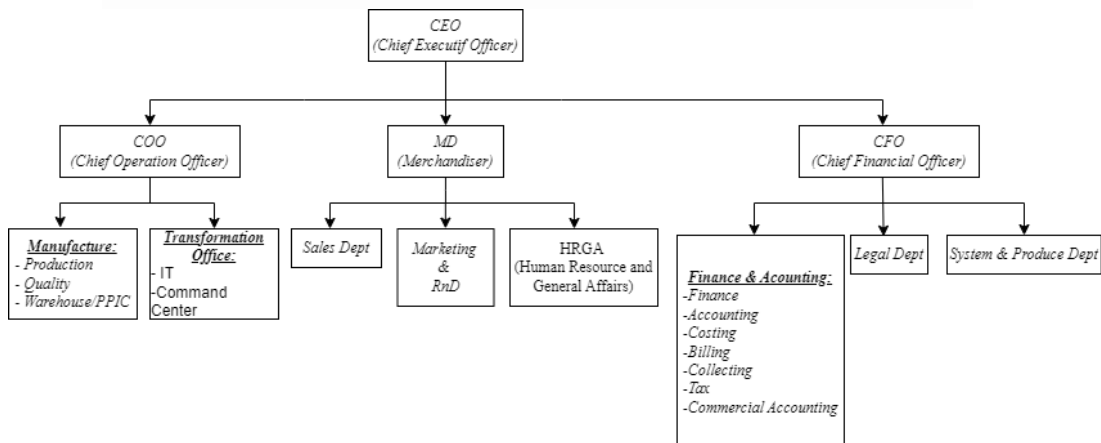 CEO
(Chief Executif Officer)
COO
(Chief Operation Officer)
MD
(Merchandiser)
CFO
(Chief Financial Officer)
Manufacture:
- Production
- Quality
- Warehouse/PPIC
Transformation
Office:
- IT
-Command
Center
Sales Dept
Marketing
&
RnD
HRGA
(Human Resource and
General Affairs)
Finance & Acounting:
-Finance
-Accounting
-Costing
-Billing
-Collecting
-Tax
-Commercial Accounting
Legal Dept
System & Produce Dept